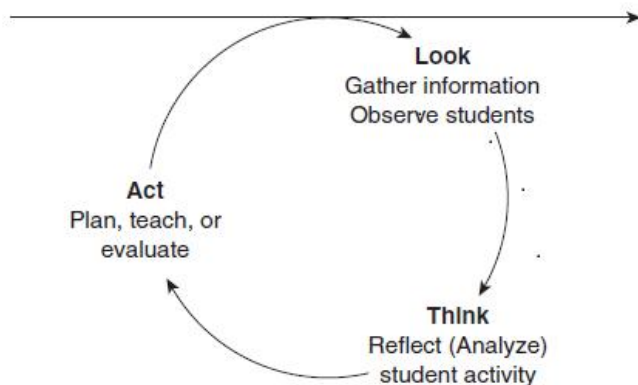 Look
Gather information
Observe students
Act
Plan, teach, or
evaluate
Think
Reflect (Analyze)
student activity